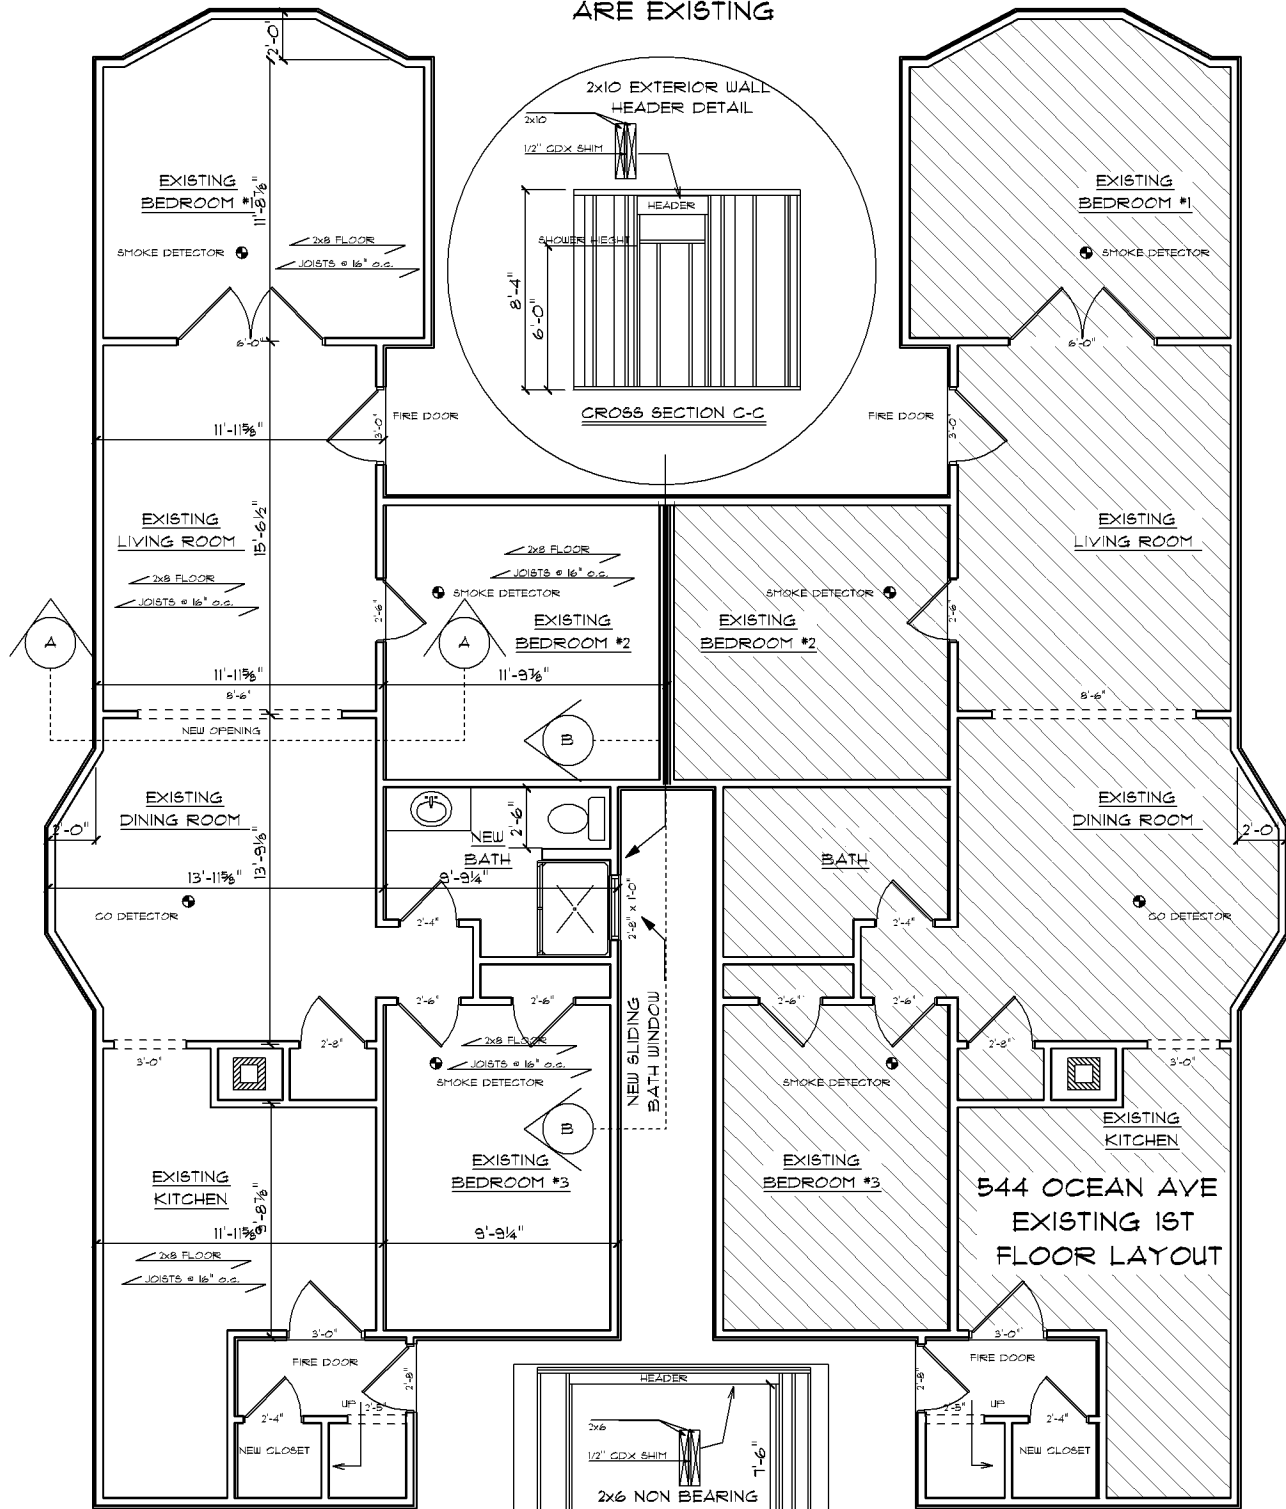 ARE EXISTING
2'-0"
2x10 EXTERIOR WALL
HEADER DETAIL
2x10
1/2" CDX SHIM
HEADER
SHOWER HEIGHT
8'-4"
6'-0"
CROSS SECTION C-C
EXISTING
BEDROOM #1
11'-8⅞"
SMOKE DETECTOR
2x8 FLOOR
JOISTS @ 16" o.c.
6'-0"
EXISTING
BEDROOM #1
SMOKE DETECTOR
6'-0"
FIRE DOOR
3'-0"
11'-11⅝"
FIRE DOOR
3'-0"
EXISTING
LIVING ROOM
15'-6½"
2x8 FLOOR
JOISTS @ 16" o.c.
2'-6"
2x8 FLOOR
JOISTS @ 16" o.c.
SMOKE DETECTOR
EXISTING
BEDROOM #2
SMOKE DETECTOR
EXISTING
BEDROOM #2
2'-6"
EXISTING
LIVING ROOM
A
A
11'-11⅝"
11'-9⅞"
8'-6"
NEW OPENING
8'-6"
B
EXISTING
DINING ROOM
2'-0"
13'-9⅛"
13'-11⅝"
CO DETECTOR
NEW
BATH
2'-6"
9'-9¼"
2'-4"
2'-8" x 1'-0"
BATH
2'-4"
EXISTING
DINING ROOM
2'-0
CO DETECTOR
3'-0"
2'-8"
2'-6"
2'-6"
2x8 FLOOR
JOISTS @ 16" o.c.
SMOKE DETECTOR
NEW SLIDING
BATH WINDOW
2'-6"
2'-6"
SMOKE DETECTOR
2'-8"
3'-0"
B
EXISTING
KITCHEN
9'-8⅞"
11'-11⅝"
2x8 FLOOR
JOISTS @ 16" o.c.
EXISTING
BEDROOM #3
9'-9¼"
EXISTING
BEDROOM #3
EXISTING
KITCHEN
544 OCEAN AVE
EXISTING 1ST
FLOOR LAYOUT
3'-0"
FIRE DOOR
2'-8"
2'-4"
UP
NEW CLOSET
HEADER
2x6
1/2" CDX SHIM
7'-6"
2x6 NON BEARING
3'-0"
FIRE DOOR
2'-8"
UP
2'-4"
NEW CLOSET